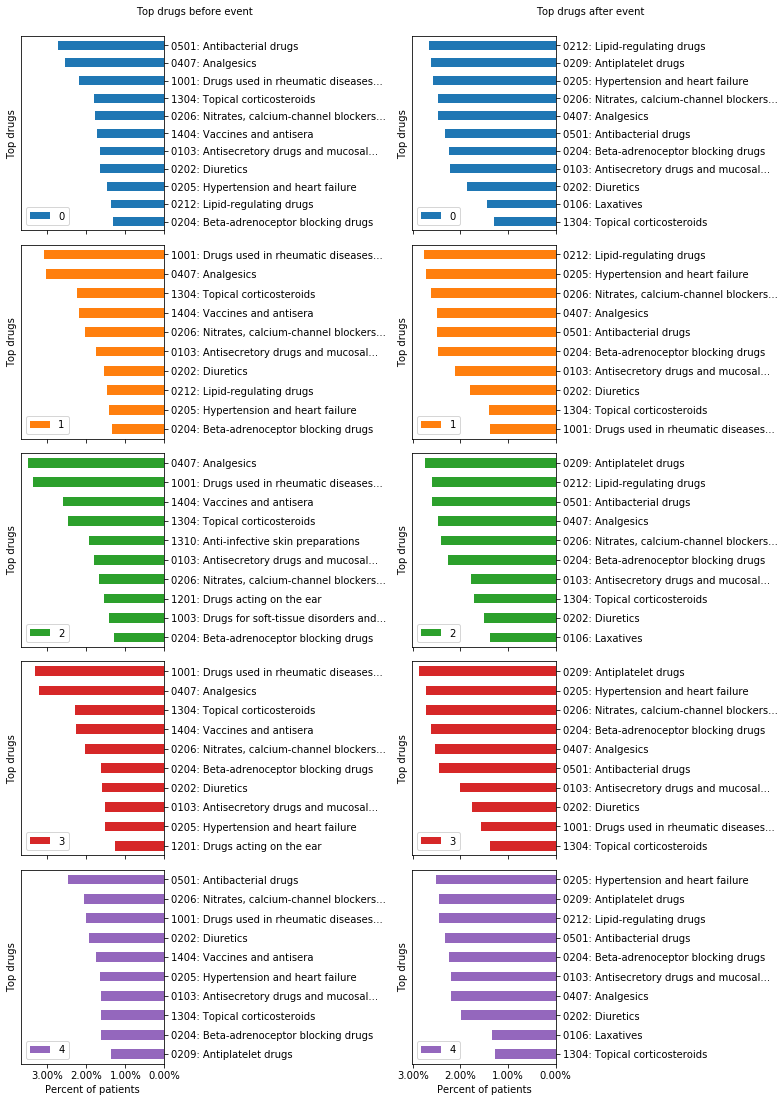 Top drugs before event
Top drugs
0501: Antibacterial drugs
0407: Analgesics
1001: Drugs used in rheumatic diseases...
1304: Topical corticosteroids
0206: Nitrates, calcium-channel blockers...
1404: Vaccines and antisera
0103: Antisecretory drugs and mucosal...
0202: Diuretics
0205: Hypertension and heart failure
0212: Lipid-regulating drugs
0204: Beta-adrenoceptor blocking drugs
0
Top drugs
1001: Drugs used in rheumatic diseases...
0407: Analgesics
1304: Topical corticosteroids
1404: Vaccines and antisera
0206: Nitrates, calcium-channel blockers...
0103: Antisecretory drugs and mucosal...
0202: Diuretics
0212: Lipid-regulating drugs
0205: Hypertension and heart failure
0204: Beta-adrenoceptor blocking drugs
1
Top drugs
0407: Analgesics
1001: Drugs used in rheumatic diseases...
1404: Vaccines and antisera
1304: Topical corticosteroids
1310: Anti-infective skin preparations
0103: Antisecretory drugs and mucosal...
0206: Nitrates, calcium-channel blockers...
1201: Drugs acting on the ear
1003: Drugs for soft-tissue disorders and...
0204: Beta-adrenoceptor blocking drugs
2
Top drugs
1001: Drugs used in rheumatic diseases...
0407: Analgesics
1304: Topical corticosteroids
1404: Vaccines and antisera
0206: Nitrates, calcium-channel blockers...
0204: Beta-adrenoceptor blocking drugs
0202: Diuretics
0103: Antisecretory drugs and mucosal...
0205: Hypertension and heart failure
1201: Drugs acting on the ear
3
Top drugs
0501: Antibacterial drugs
0206: Nitrates, calcium-channel blockers...
1001: Drugs used in rheumatic diseases...
0202: Diuretics
1404: Vaccines and antisera
0205: Hypertension and heart failure
0103: Antisecretory drugs and mucosal...
1304: Topical corticosteroids
0204: Beta-adrenoceptor blocking drugs
0209: Antiplatelet drugs
4
3.00% 2.00% 1.00% 0.00%
Percent of patients
Top drugs after event
Top drugs
0212: Lipid-regulating drugs
0209: Antiplatelet drugs
0205: Hypertension and heart failure
0206: Nitrates, calcium-channel blockers...
0407: Analgesics
0501: Antibacterial drugs
0204: Beta-adrenoceptor blocking drugs
0103: Antisecretory drugs and mucosal...
0202: Diuretics
0106: Laxatives
1304: Topical corticosteroids
0
Top drugs
0212: Lipid-regulating drugs
0205: Hypertension and heart failure
0206: Nitrates, calcium-channel blockers...
0407: Analgesics
0501: Antibacterial drugs
0204: Beta-adrenoceptor blocking drugs
0103: Antisecretory drugs and mucosal...
0202: Diuretics
1304: Topical corticosteroids
1001: Drugs used in rheumatic diseases...
1
Top drugs
0209: Antiplatelet drugs
0212: Lipid-regulating drugs
0501: Antibacterial drugs
0407: Analgesics
0206: Nitrates, calcium-channel blockers...
0204: Beta-adrenoceptor blocking drugs
0103: Antisecretory drugs and mucosal...
1304: Topical corticosteroids
0202: Diuretics
0106: Laxatives
2
Top drugs
0209: Antiplatelet drugs
0205: Hypertension and heart failure
0206: Nitrates, calcium-channel blockers...
0204: Beta-adrenoceptor blocking drugs
0407: Analgesics
0501: Antibacterial drugs
0103: Antisecretory drugs and mucosal...
0202: Diuretics
1001: Drugs used in rheumatic diseases...
1304: Topical corticosteroids
3
Top drugs
0205: Hypertension and heart failure
0209: Antiplatelet drugs
0212: Lipid-regulating drugs
0501: Antibacterial drugs
0204: Beta-adrenoceptor blocking drugs
0103: Antisecretory drugs and mucosal...
0407: Analgesics
0202: Diuretics
0106: Laxatives
1304: Topical corticosteroids
4
3.00% 2.00% 1.00% 0.00%
Percent of patients